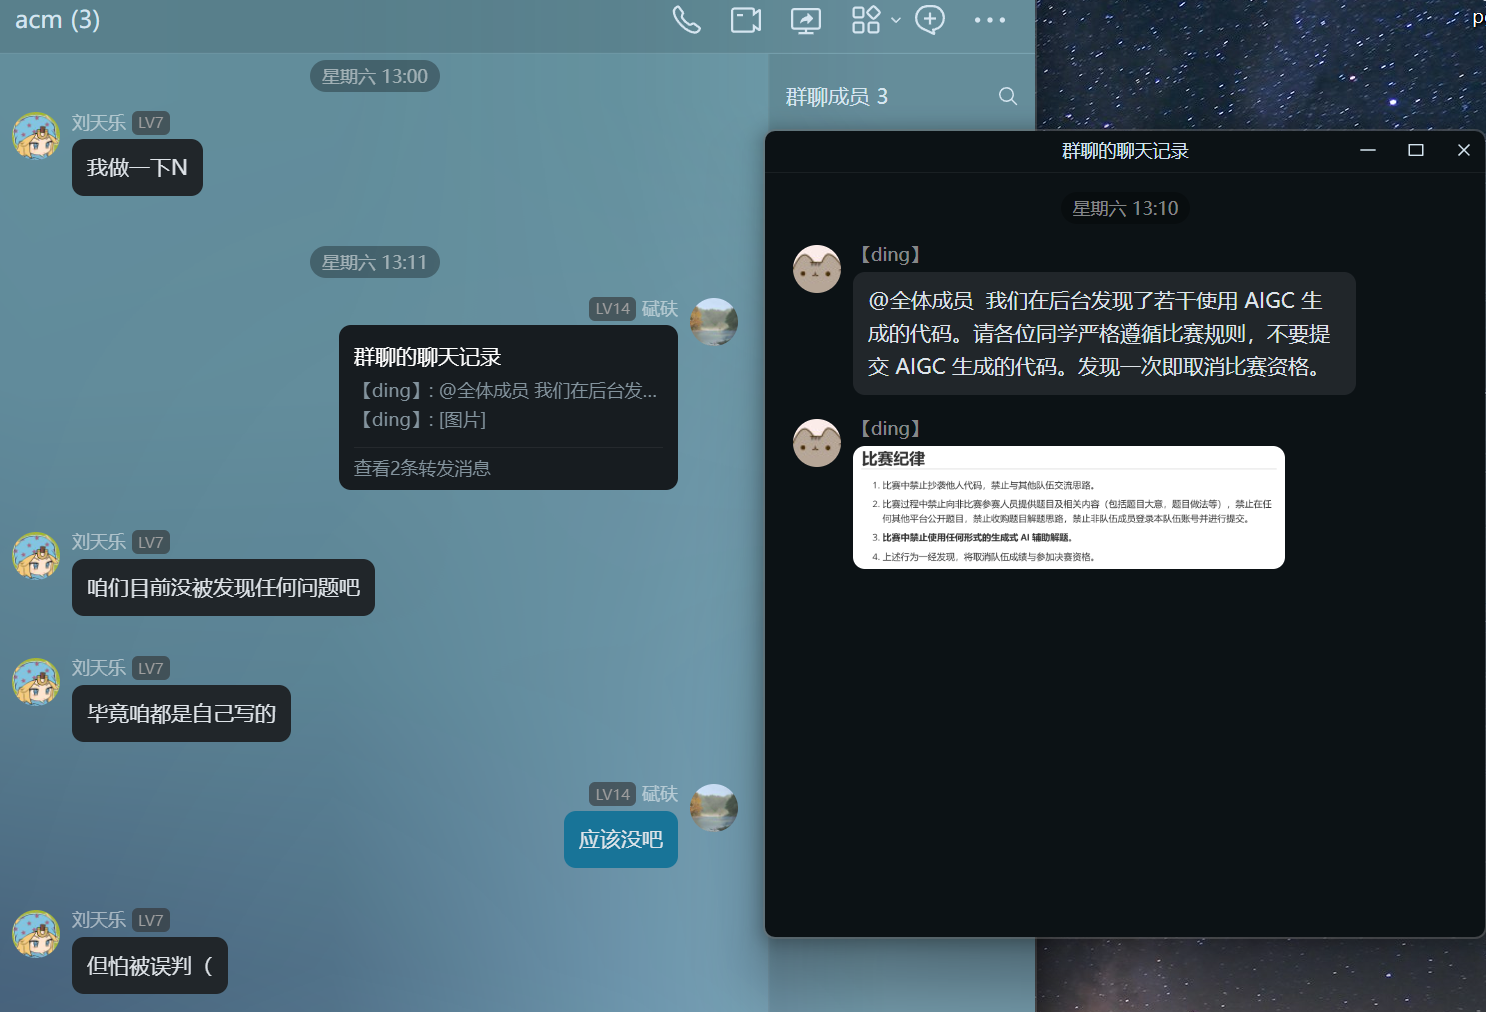 acm (3)
星期六 13:00
刘天乐 LV7
我做一下N
星期六 13:11
LV14 碔砆
群聊的聊天记录
【ding】: @全体成员 我们在后台发...
【ding】: [图片]
查看2条转发消息
刘天乐 LV7
咱们目前没被发现任何问题吧
刘天乐 LV7
毕竟咱都是自己写的
LV14 碔砆
应该没吧
刘天乐 LV7
但怕被误判（
群聊成员 3
群聊的聊天记录
星期六 13:10
【ding】
@全体成员 我们在后台发现了若干使用 AIGC 生
成的代码。请各位同学严格遵循比赛规则，不要提
交 AIGC 生成的代码。发现一次即取消比赛资格。
【ding】
比赛纪律
1. 比赛中禁止抄袭他人代码，禁止与其他队伍交流思路。
2. 比赛过程中禁止向非比赛参赛人员提供题目及相关内容（包括题目大意，题目做法等），禁止在任
何其他平台公开题目，禁止收购题目解题思路，禁止非队伍成员登录本队伍账号并进行提交。
3. 比赛中禁止使用任何形式的生成式 AI 辅助解题。
4. 上述行为一经发现，将取消队伍成绩与参加决赛资格。